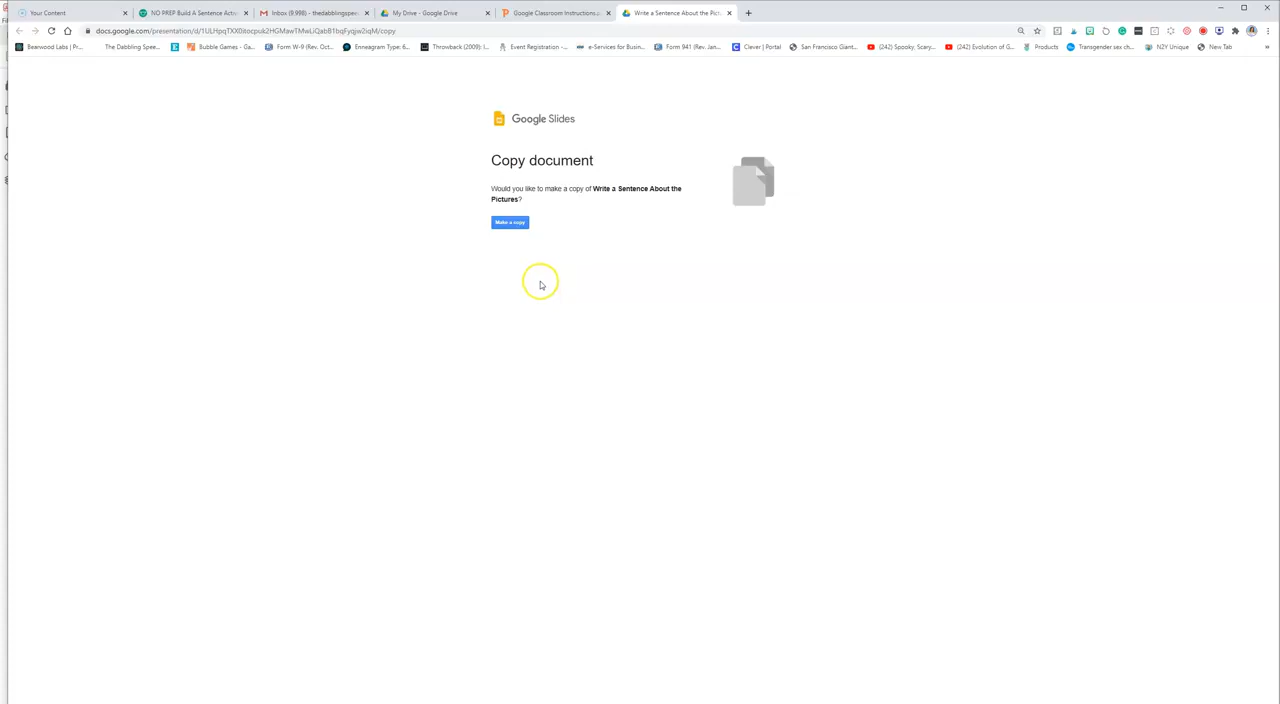 Your Content
NO PREP Build A Sentence Activ
Inbox (9,998) - thedabblingspee
My Drive - Google Drive
Google Classroom Instructions.p
Write a Sentence About the Pict
docs.google.com/presentation/d/1ULHpqTXX0itocpuk2HGMawTMwLiQabB1bqFyqjw2iqM/copy
Bearwood Labs | Pr...
The Dabbling Spee...
Bubble Games - Ga...
Form W-9 (Rev. Oct...
Enneagram Type: 6...
Throwback (2009): I...
Event Registration -...
e-Services for Busin...
Form 941 (Rev. Jan...
Clever | Portal
San Francisco Giant...
(242) Spooky, Scary...
(242) Evolution of G...
Products
Transgender sex ch...
N2Y Unique
New Tab
Google Slides
Copy document
Would you like to make a copy of Write a Sentence About the
Pictures?
Make a copy